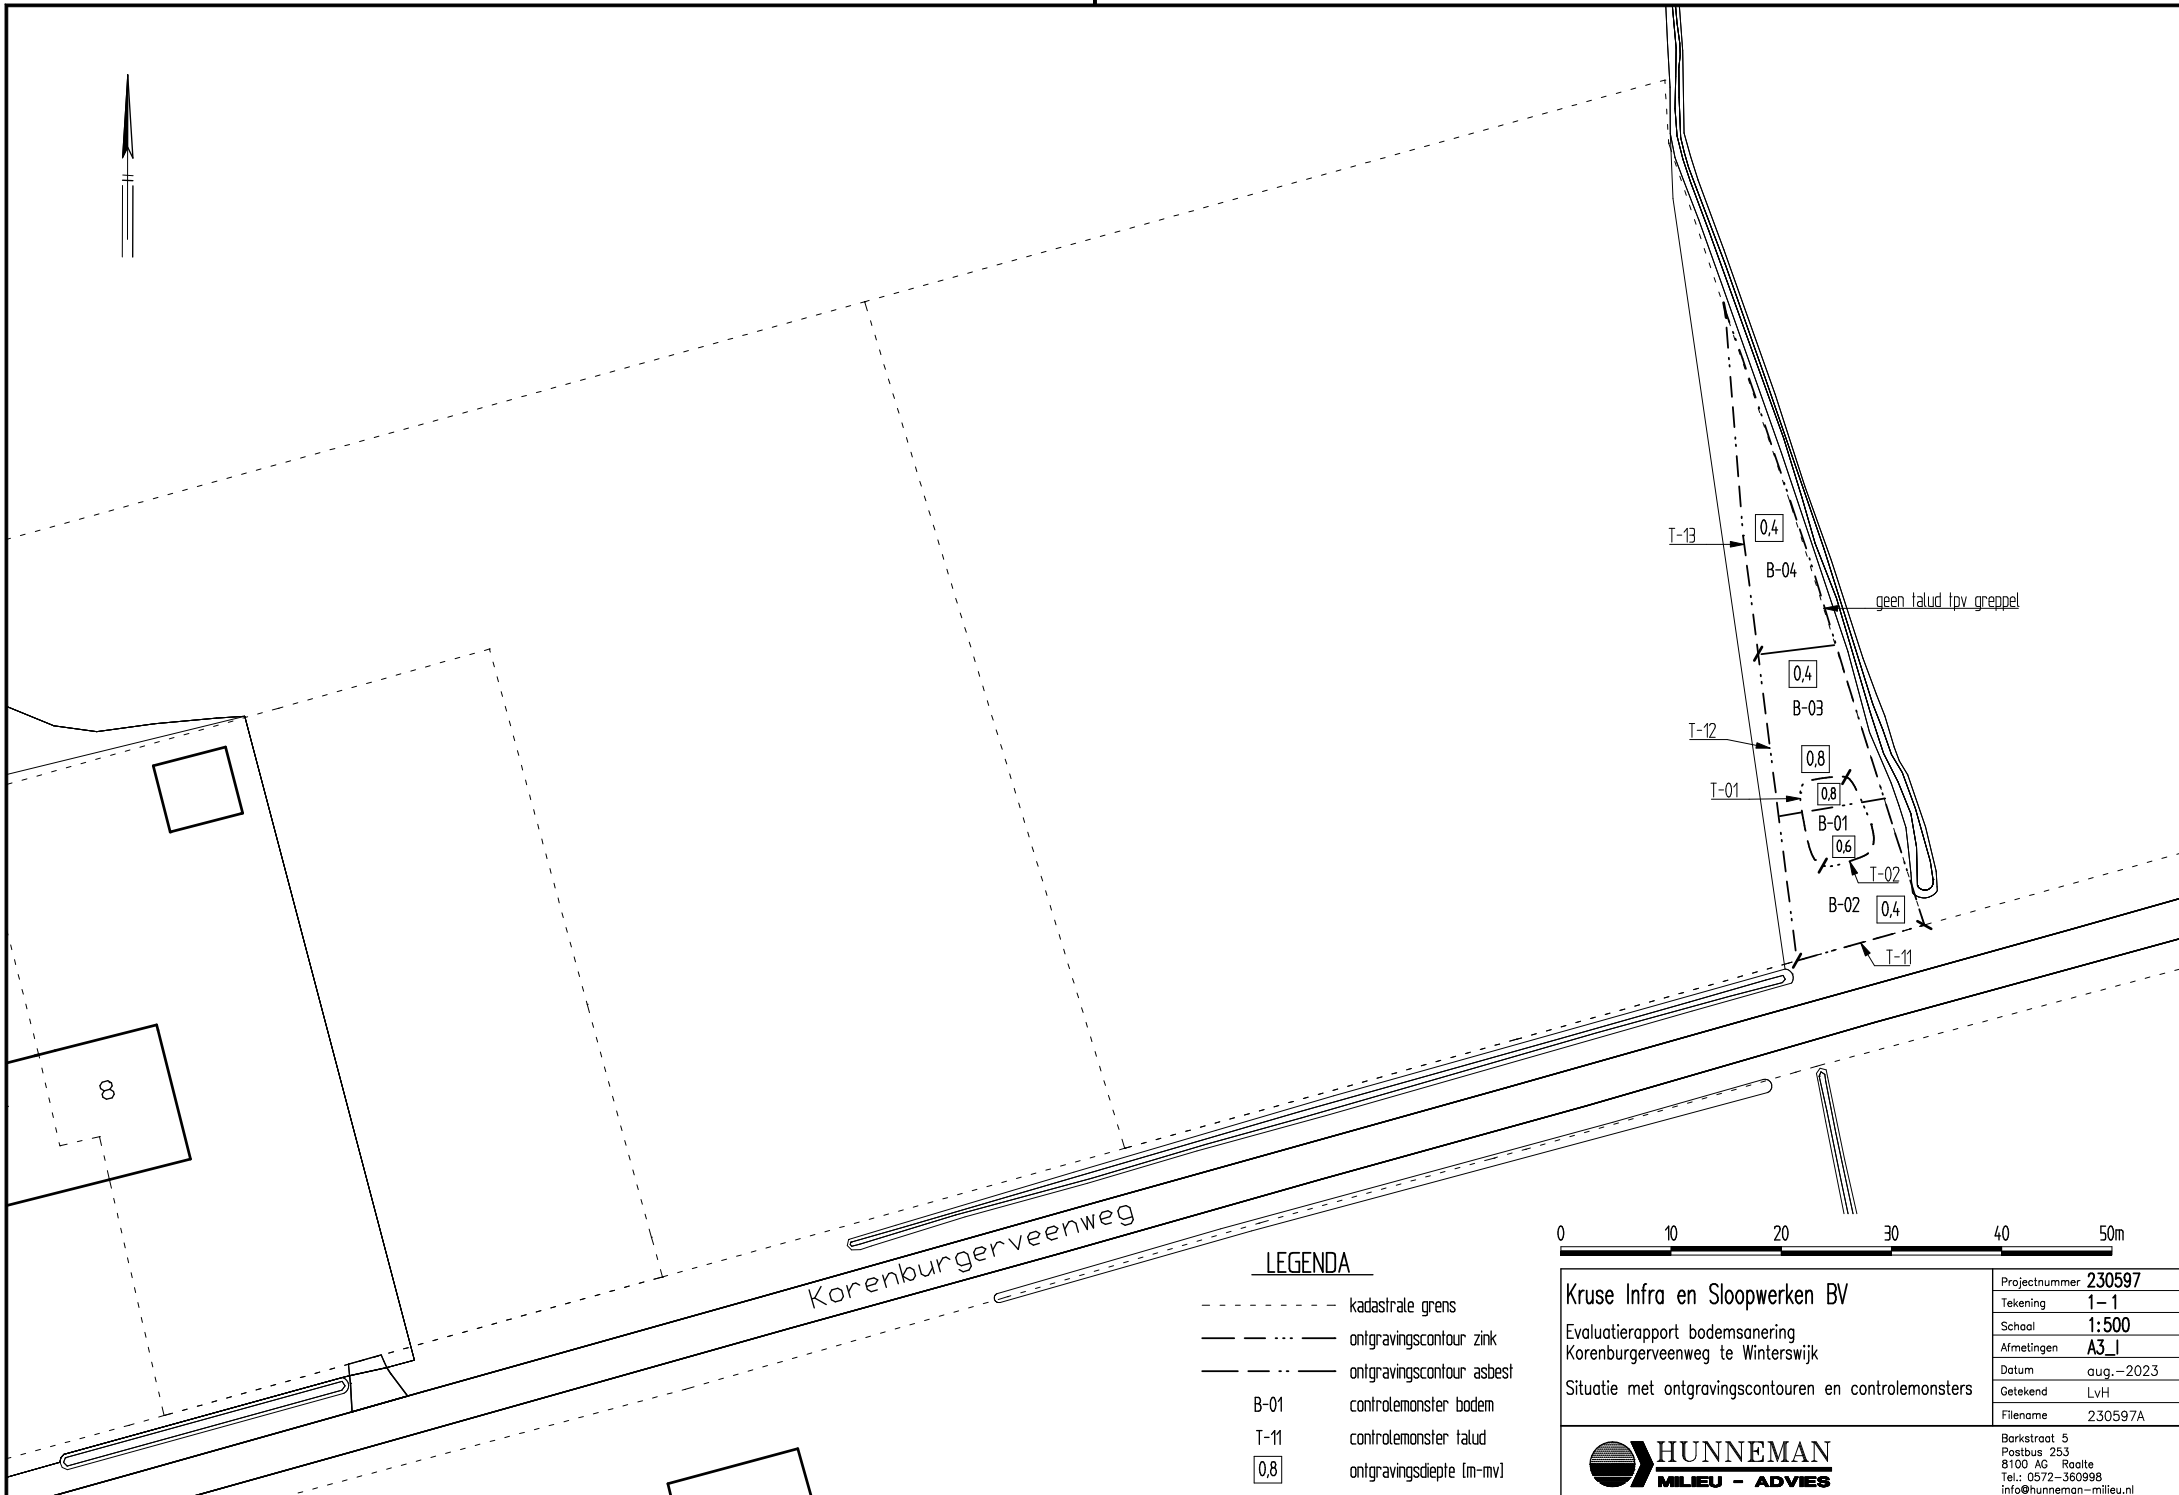 T-13
0,4
B-04
geen talud tpv greppel
0,4
B-03
T-12
0,8
T-01
0,8
B-01
0,6
T-02
B-02
0,4
T-11
8
Korenburgerveenweg
LEGENDA
kadastrale grens
ontgravingscontour zink
ontgravingscontour asbest
B-01 controlemonster bodem
T-11 controlemonster talud
0,8 ontgravingsdiepte [m-mv]
0 10 20 30 40 50m
Kruse Infra en Sloopwerken BV
Evaluatierapport bodemsanering
Korenburgerveenweg te Winterswijk
Situatie met ontgravingscontouren en controlemonsters
Projectnummer 230597
Tekening 1-1
Schaal 1:500
Afmetingen A3_l
Datum aug.-2023
Getekend LvH
Filename 230597A
HUNNEMAN
MILIEU - ADVIES
Barkstraat 5
Postbus 253
8100 AG Raalte
Tel.: 0572-360998
info@hunneman-milieu.nl